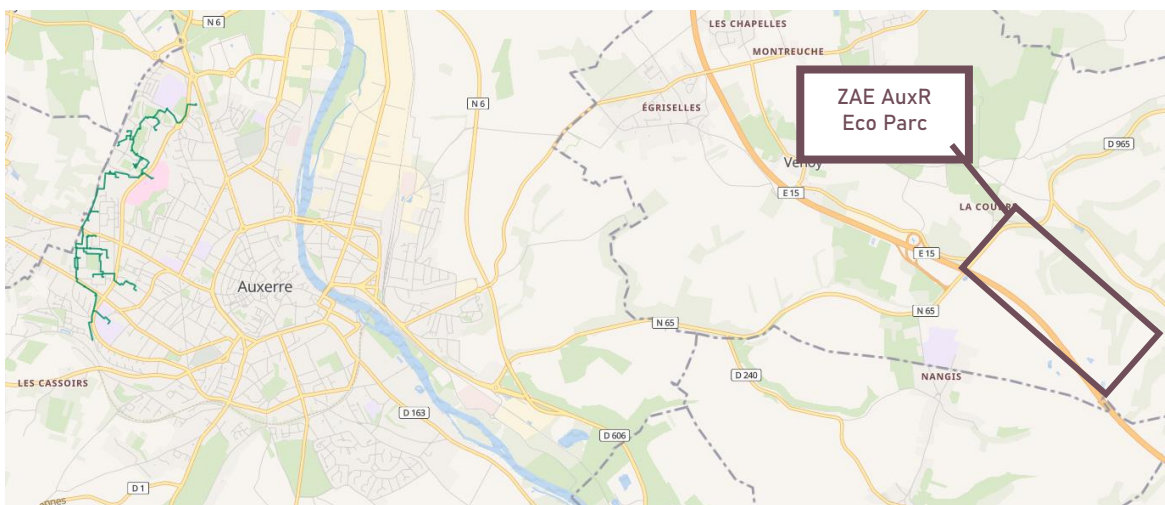 N 6
LES CHAPELLES
MONTREUCHE
ÉGRISELLES
N 6
ZAE AuxR
Eco Parc
D 965
Venoy
E 15
LA COUDRE
E 15
Auxerre
N 65
N 65
D 240
NANGIS
LES CASSOIRS
D 163
D 606
D 1